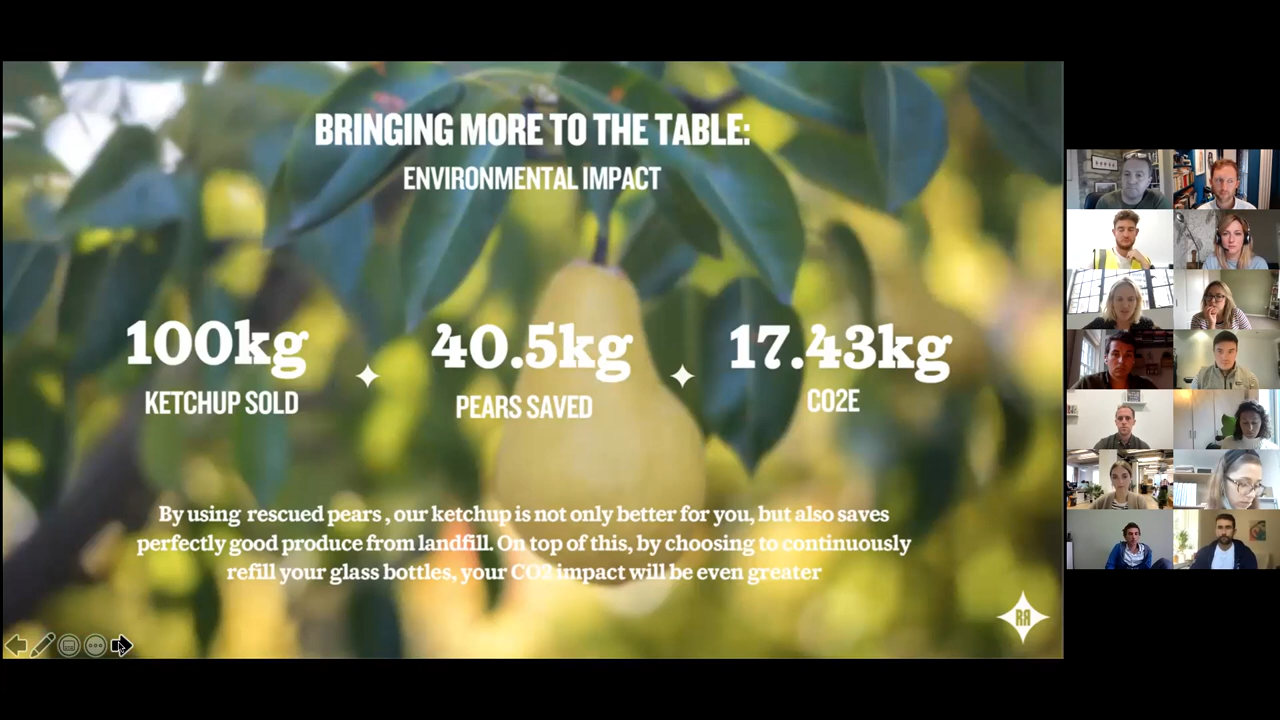 BRINGING MORE TO THE TABLE:
ENVIRONMENTAL IMPACT
100kg
KETCHUP SOLD
40.5kg
PEARS SAVED
17.43kg
CO2E
By using rescued pears , our ketchup is not only better for you, but also saves
perfectly good produce from landfill. On top of this, by choosing to continuously
refill your glass bottles, your CO2 impact will be even greater
RR